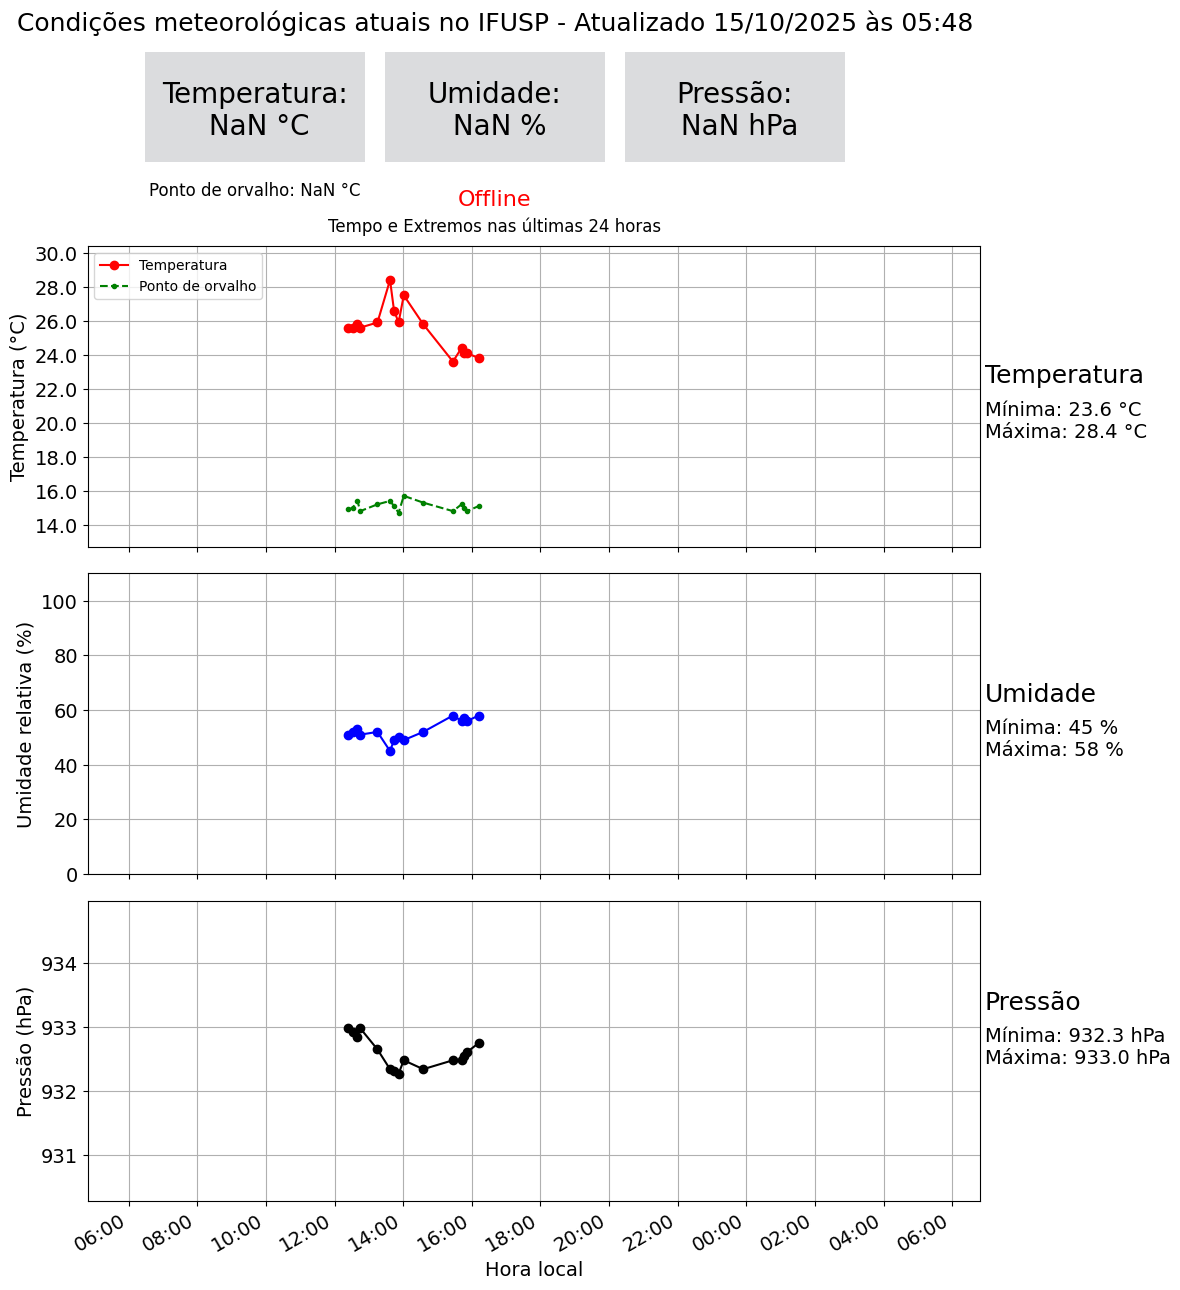 Condições meteorológicas atuais no IFUSP - Atualizado 15/10/2025 às 05:48
Temperatura:
NaN °C
Umidade:
NaN %
Pressão:
NaN hPa
Ponto de orvalho: NaN °C
Offline
Tempo e Extremos nas últimas 24 horas
30.0
28.0
26.0
24.0
22.0
20.0
18.0
16.0
14.0
Temperatura (°C)
Temperatura
Ponto de orvalho
Temperatura
Mínima: 23.6 °C
Máxima: 28.4 °C
100
80
60
40
20
0
Umidade relativa (%)
Umidade
Mínima: 45 %
Máxima: 58 %
934
933
932
931
Pressão (hPa)
Pressão
Mínima: 932.3 hPa
Máxima: 933.0 hPa
06:00 08:00 10:00 12:00 14:00 16:00 18:00 20:00 22:00 00:00 02:00 04:00 06:00
Hora local